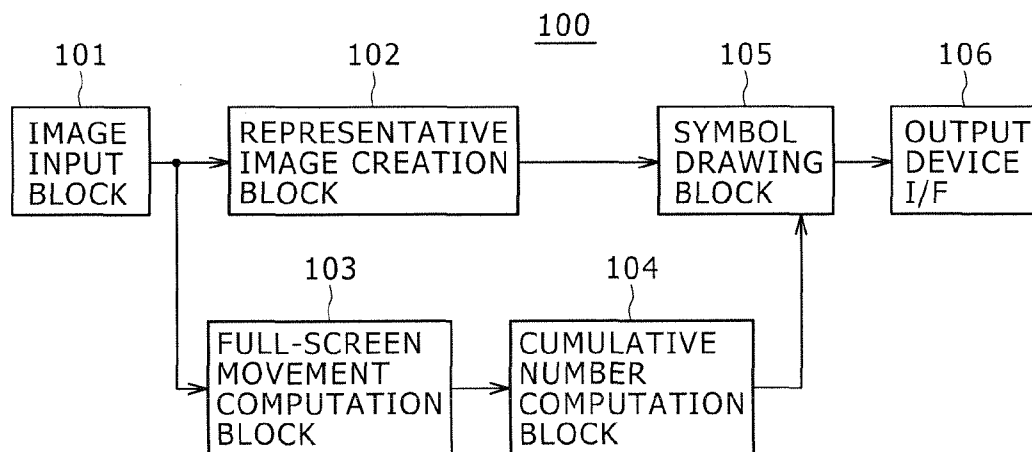 100
101
IMAGE
INPUT
BLOCK
102
REPRESENTATIVE
IMAGE CREATION
BLOCK
105
SYMBOL
DRAWING
BLOCK
106
OUTPUT
DEVICE
I/F
103
FULL-SCREEN
MOVEMENT
COMPUTATION
BLOCK
104
CUMULATIVE
NUMBER
COMPUTATION
BLOCK